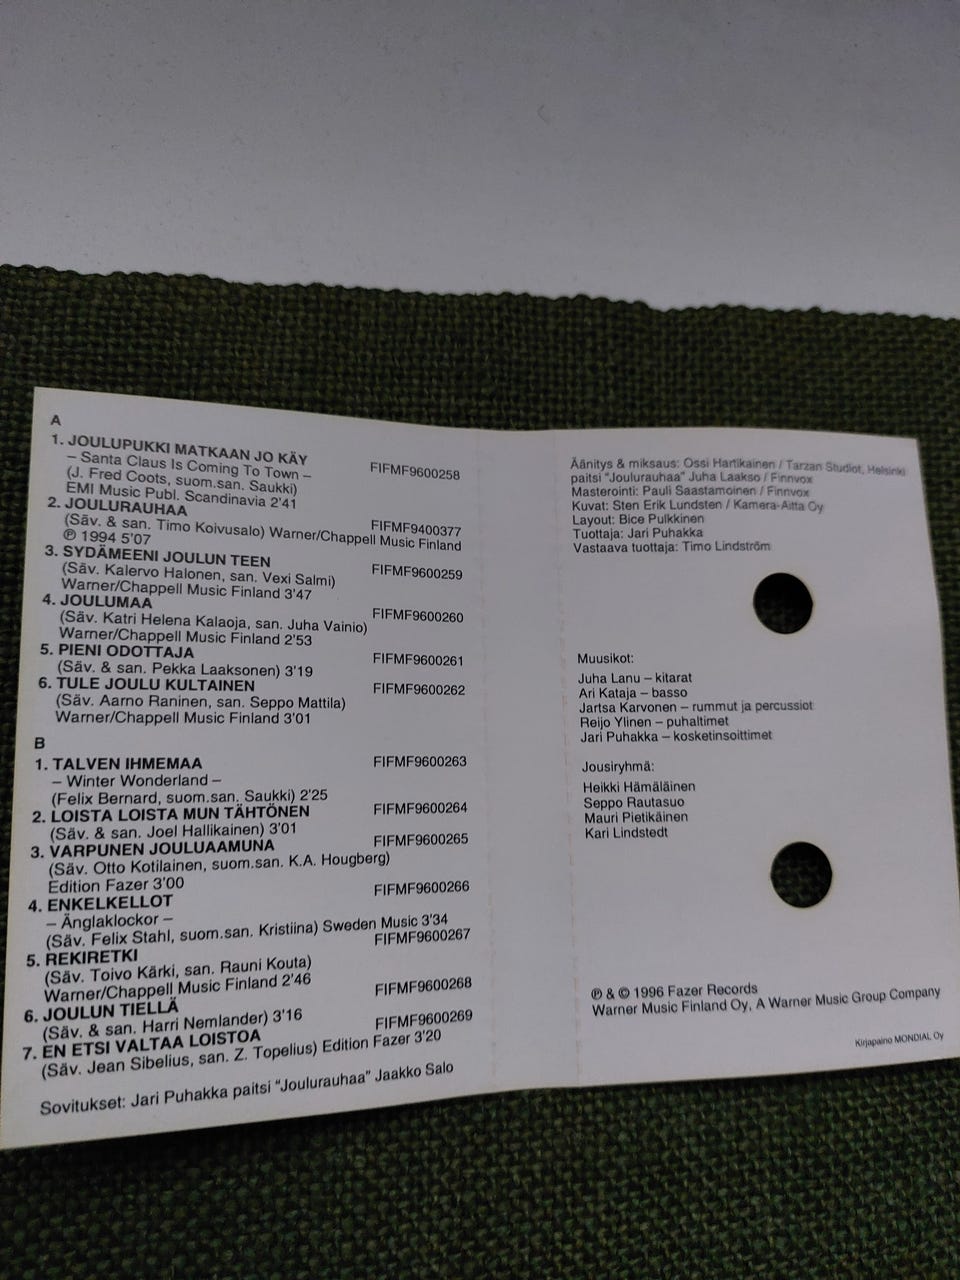 A
1. JOULUPUKKI MATKAAN JO KÄY
– Santa Claus Is Coming To Town – FIFMF9600258
(J. Fred Coots, suom.san. Saukki)
EMI Music Publ. Scandinavia 2'41
2. JOULURAUHAA FIFMF9400377
(Säv. & san. Timo Koivusalo) Warner/Chappell Music Finland
℗ 1994 5'07
3. SYDÄMEENI JOULUN TEEN FIFMF9600259
(Säv. Kalervo Halonen, san. Vexi Salmi)
Warner/Chappell Music Finland 3'47
4. JOULUMAA FIFMF9600260
(Säv. Katri Helena Kalaoja, san. Juha Vainio)
Warner/Chappell Music Finland 2'53
5. PIENI ODOTTAJA FIFMF9600261
(Säv. & san. Pekka Laaksonen) 3'19
6. TULE JOULU KULTAINEN FIFMF9600262
(Säv. Aarno Raninen, san. Seppo Mattila)
Warner/Chappell Music Finland 3'01
B
1. TALVEN IHMEMAA FIFMF9600263
– Winter Wonderland –
(Felix Bernard, suom.san. Saukki) 2'25
2. LOISTA LOISTA MUN TÄHTÖNEN FIFMF9600264
(Säv. & san. Joel Hallikainen) 3'01
3. VARPUNEN JOULUAAMUNA FIFMF9600265
(Säv. Otto Kotilainen, suom.san. K.A. Hougberg)
Edition Fazer 3'00
4. ENKELKELLOT FIFMF9600266
– Änglaklockor –
(Säv. Felix Stahl, suom.san. Kristiina) Sweden Music 3'34
5. REKIRETKI FIFMF9600267
(Säv. Toivo Kärki, san. Rauni Kouta)
Warner/Chappell Music Finland 2'46
6. JOULUN TIELLÄ FIFMF9600268
(Säv. & san. Harri Nemlander) 3'16
7. EN ETSI VALTAA LOISTOA FIFMF9600269
(Säv. Jean Sibelius, san. Z. Topelius) Edition Fazer 3'20
Sovitukset: Jari Puhakka paitsi "Joulurauhaa" Jaakko Salo
Äänitys & miksaus: Ossi Hartikainen / Tarzan Studiot, Helsinki
paitsi "Joulurauhaa" Juha Laakso / Finnvox
Masterointi: Pauli Saastamoinen / Finnvox
Kuvat: Sten Erik Lundsten / Kamera-Aitta Oy
Layout: Bice Pulkkinen
Tuottaja: Jari Puhakka
Vastaava tuottaja: Timo Lindström
Muusikot:
Juha Lanu – kitarat
Ari Kataja – basso
Jartsa Karvonen – rummut ja percussiot
Reijo Ylinen – puhaltimet
Jari Puhakka – kosketinsoittimet
Jousiryhmä:
Heikki Hämäläinen
Seppo Rautasuo
Mauri Pietikäinen
Kari Lindstedt
℗ & © 1996 Fazer Records
Warner Music Finland Oy, A Warner Music Group Company
Kirjapaino MONDIAL Oy